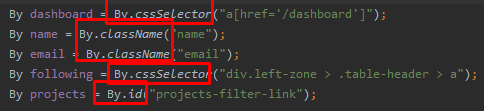 By dashboard = By.cssSelector("a[href='/dashboard']");
By name = By.className("name");
By email = By.className("email");
By following = By.cssSelector("div.left-zone > .table-header > a");
By projects = By.id("projects-filter-link");